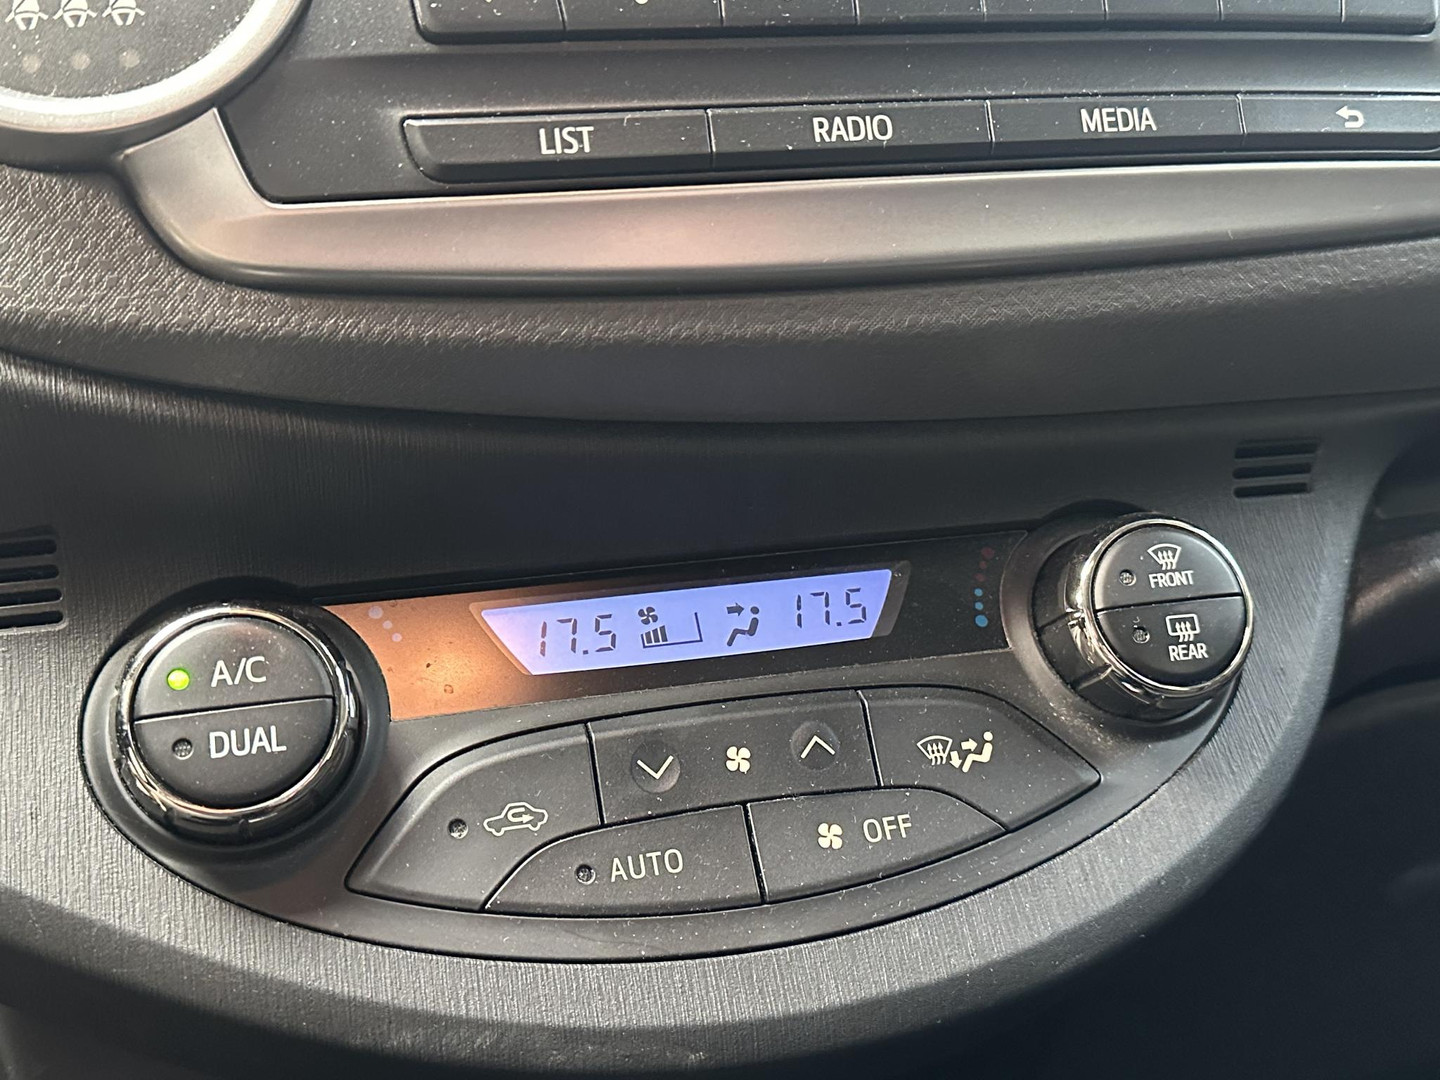 LIST RADIO MEDIA
FRONT
REAR
17.5 17.5
A/C
DUAL
AUTO
OFF